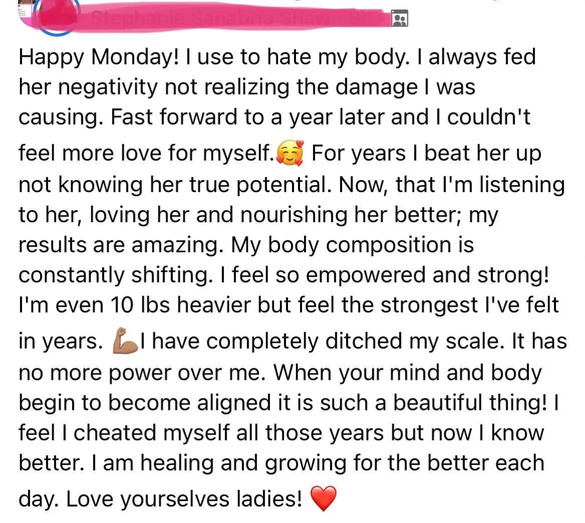 Happy Monday! I use to hate my body. I always fed
her negativity not realizing the damage I was
causing. Fast forward to a year later and I couldn't
feel more love for myself.🥰 For years I beat her up
not knowing her true potential. Now, that I'm listening
to her, loving her and nourishing her better; my
results are amazing. My body composition is
constantly shifting. I feel so empowered and strong!
I'm even 10 lbs heavier but feel the strongest I've felt
in years. 💪🏽I have completely ditched my scale. It has
no more power over me. When your mind and body
begin to become aligned it is such a beautiful thing! I
feel I cheated myself all those years but now I know
better. I am healing and growing for the better each
day. Love yourselves ladies! ❤️